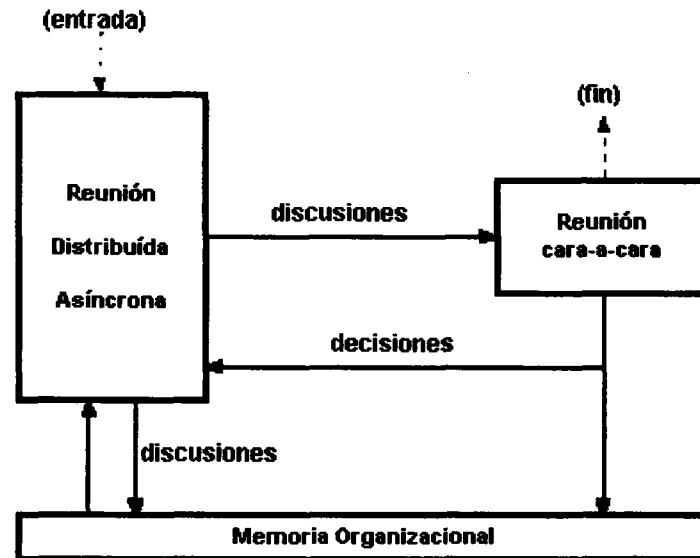 (entrada)
(fin)
Reunión
Distribuída
Asíncrona
discusiones
Reunión
cara-a-cara
decisiones
discusiones
Memoria Organizacional